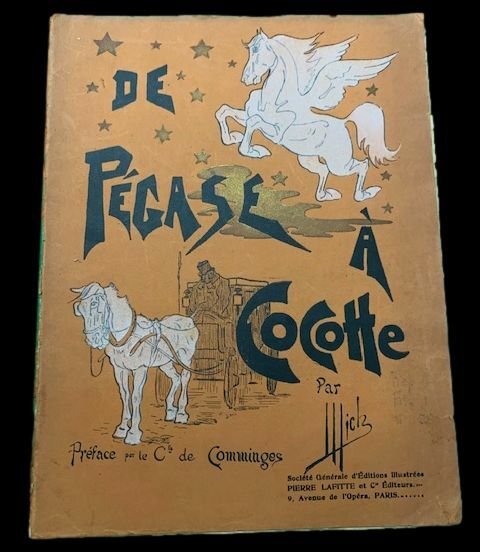 DE
PÉGASE
À
COCOTTE
Par
Mich
Préface par le Cte de Comminges
Société Générale d'Éditions Illustrées
PIERRE LAFITTE et Cie Éditeurs....
9, Avenue de l'Opéra, PARIS.......